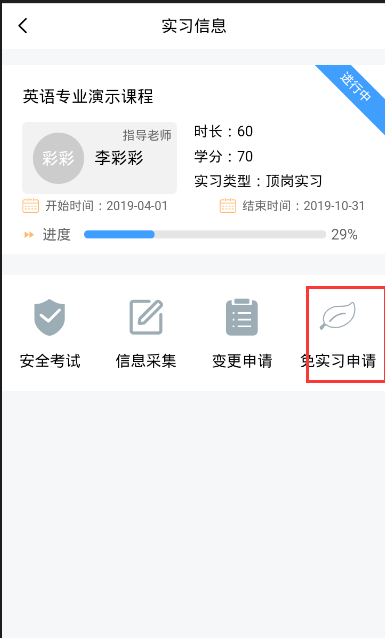 实习信息
进行中
英语专业演示课程
指导老师
彩彩 李彩彩
时长：60
学分：70
实习类型：顶岗实习
开始时间：2019-04-01 结束时间：2019-10-31
进度 29%
安全考试 信息采集 变更申请 免实习申请